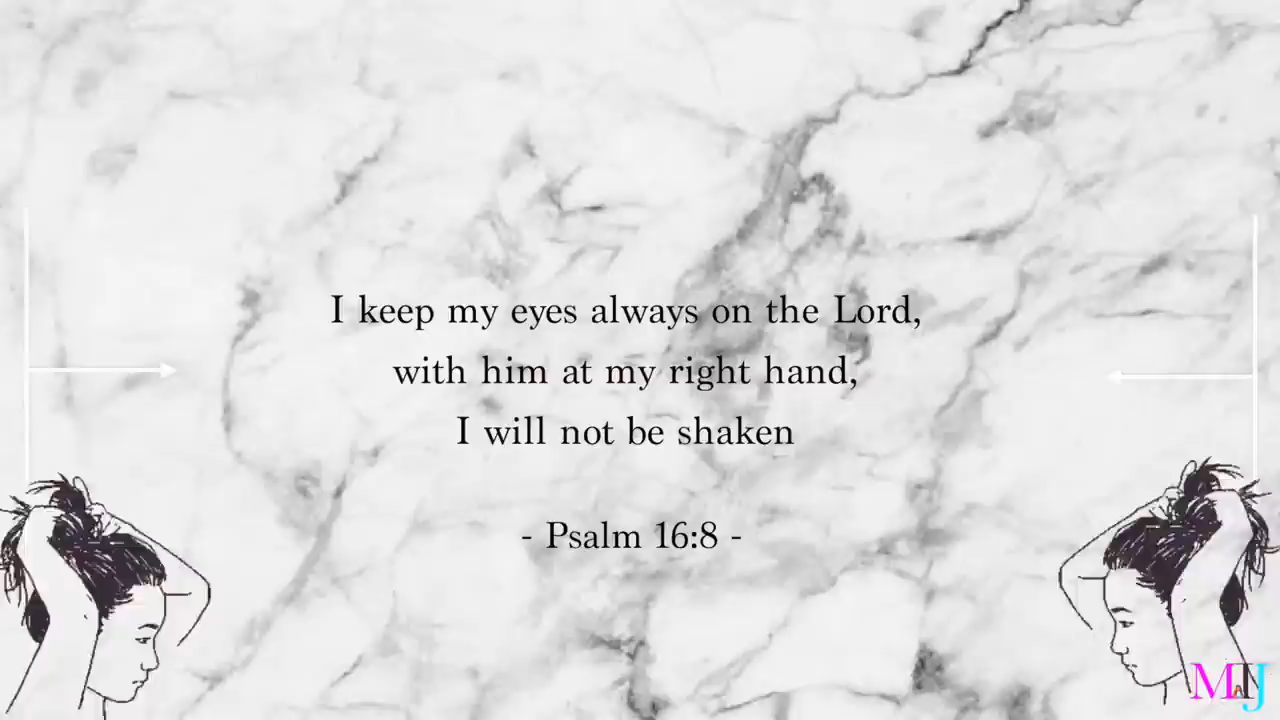 I keep my eyes always on the Lord,
with him at my right hand,
I will not be shaken
- Psalm 16:8 -
MAIJ